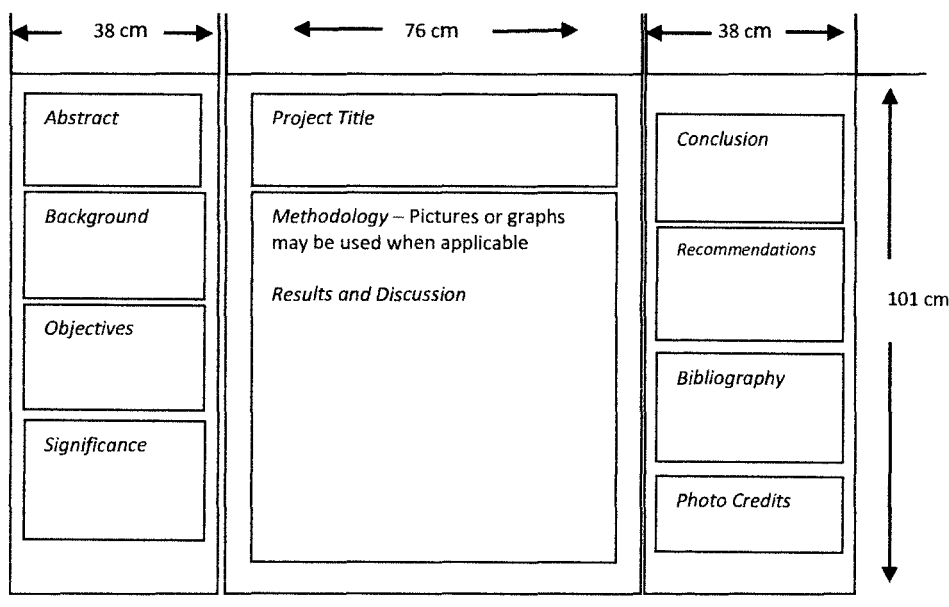 38 cm
76 cm
38 cm
Abstract
Background
Objectives
Significance
Project Title
Methodology – Pictures or graphs
may be used when applicable
Results and Discussion
Conclusion
Recommendations
Bibliography
Photo Credits
101 cm